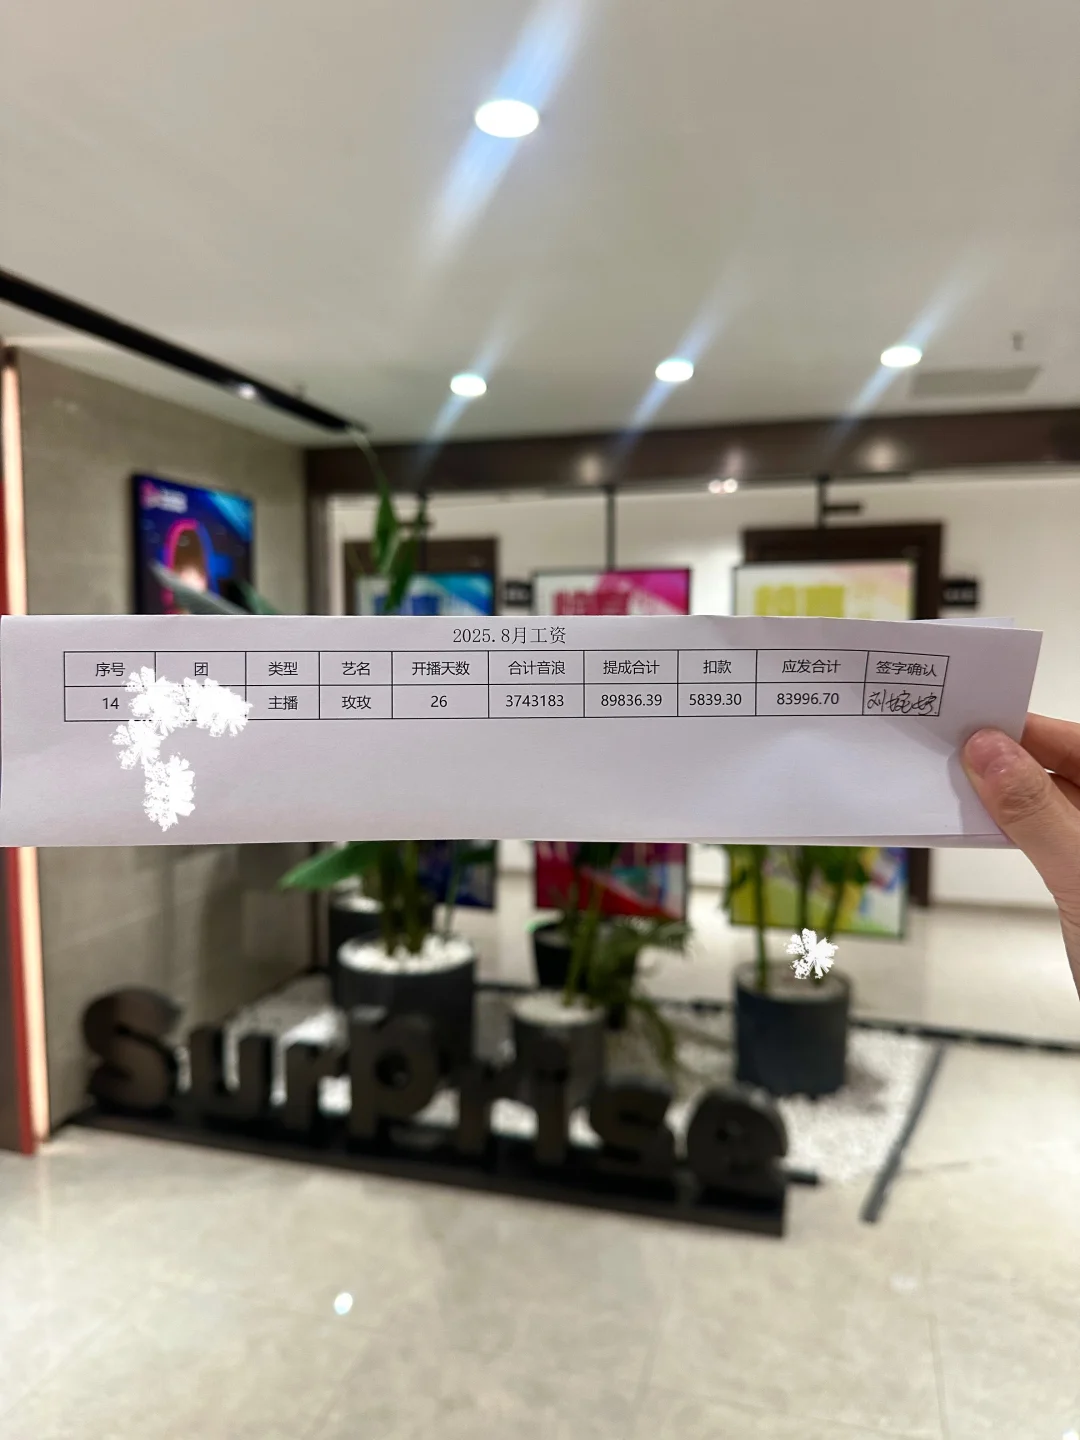 2025.8月工资
序号 团 类型 艺名 开播天数 合计音浪 提成合计 扣款 应发合计 签字确认
14 主播 玫玫 26 3743183 89836.39 5839.30 83996.70
Surprise